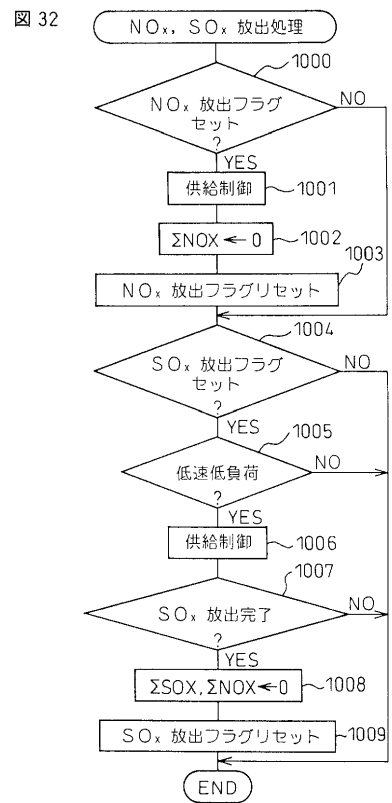 図 32
NOx, SOx 放出処理
1000
NOx 放出フラグ
セット
?
NO
YES
供給制御
1001
ΣNOX ← 0
1002
1003
NOx 放出フラグリセット
1004
SOx 放出フラグ
セット
?
NO
YES
1005
低速低負荷
?
NO
YES
供給制御
1006
1007
SOx 放出完了
?
NO
YES
ΣSOX, ΣNOX←0
1008
SOx 放出フラグリセット
1009
END